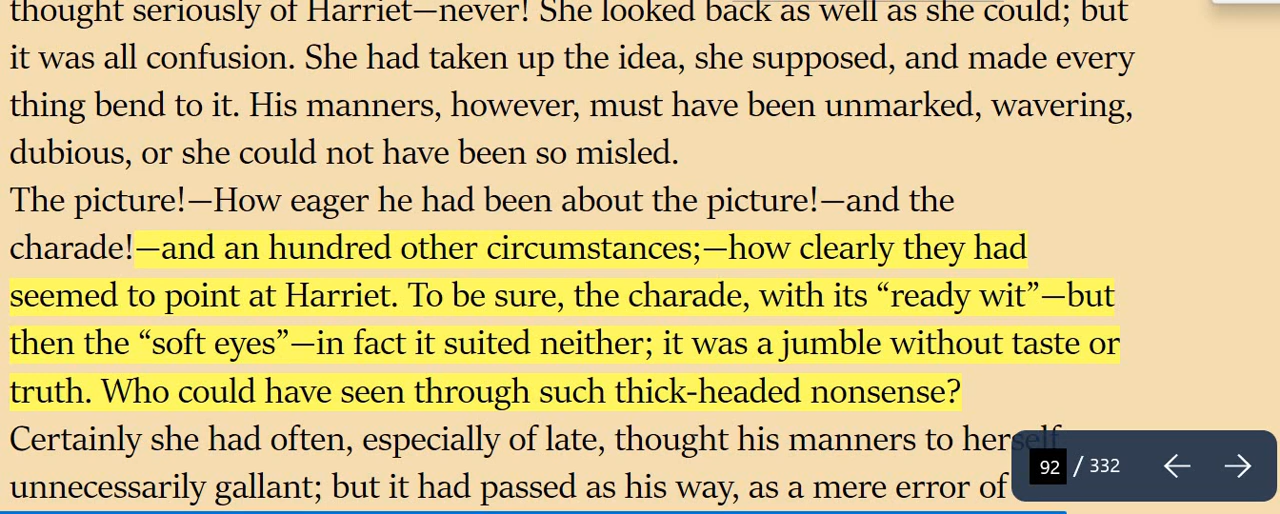 thought seriously of Harriet—never! She looked back as well as she could; but
it was all confusion. She had taken up the idea, she supposed, and made every
thing bend to it. His manners, however, must have been unmarked, wavering,
dubious, or she could not have been so misled.
The picture!—How eager he had been about the picture!—and the
charade!—and an hundred other circumstances;—how clearly they had
seemed to point at Harriet. To be sure, the charade, with its “ready wit”—but
then the “soft eyes”—in fact it suited neither; it was a jumble without taste or
truth. Who could have seen through such thick-headed nonsense?
Certainly she had often, especially of late, thought his manners to herself
unnecessarily gallant; but it had passed as his way, as a mere error of
92 / 332